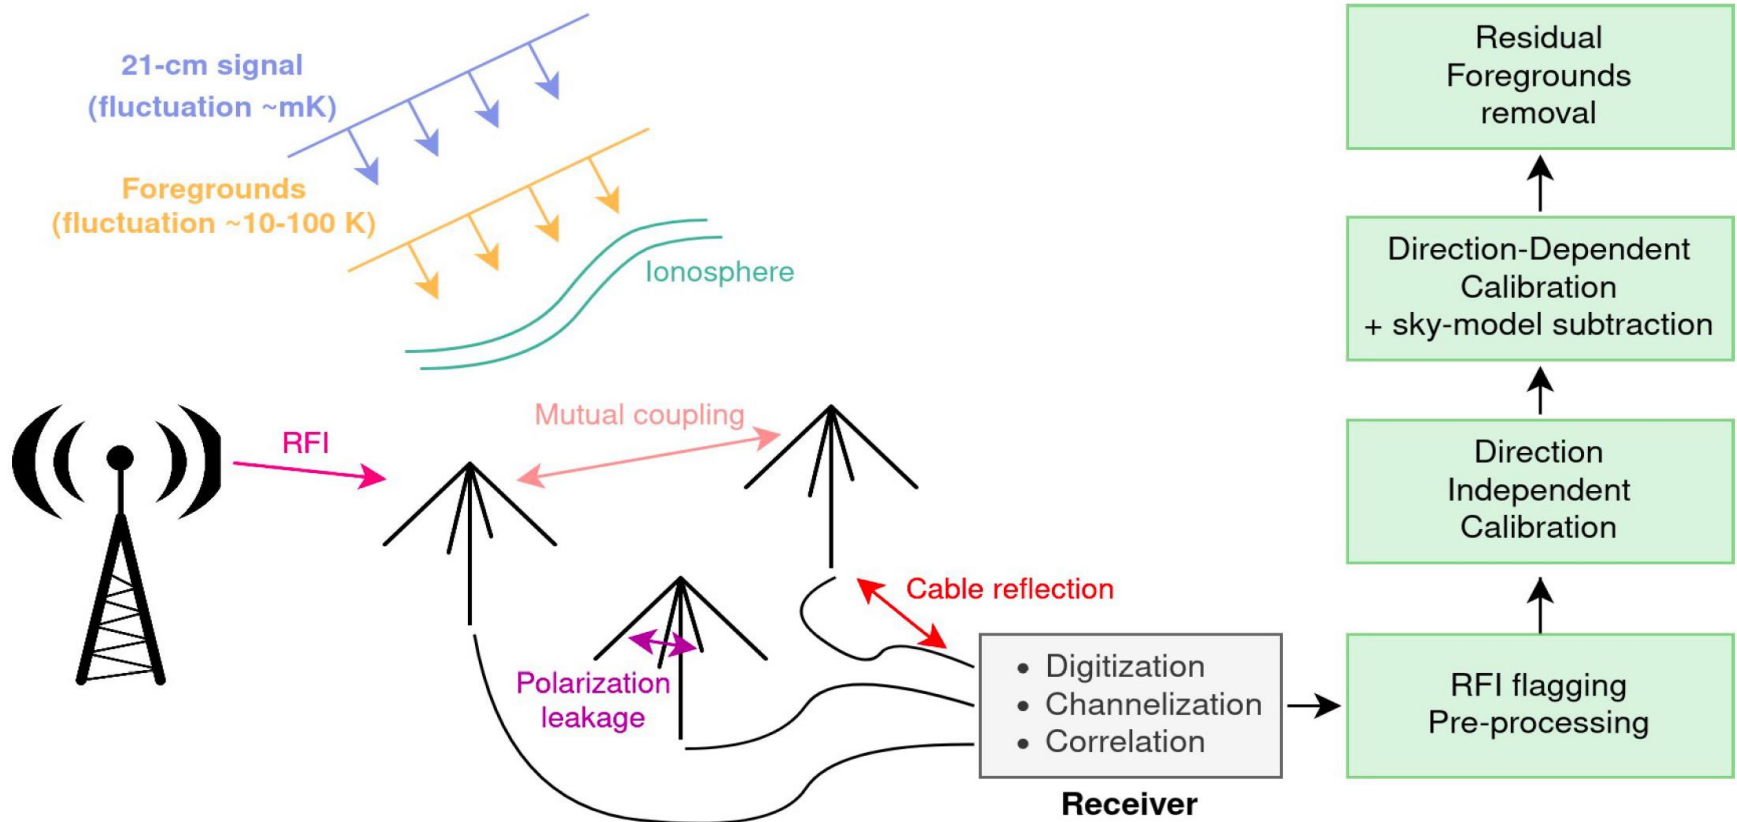 21-cm signal
(fluctuation ~mK)
Foregrounds
(fluctuation ~10-100 K)
Ionosphere
RFI
Mutual coupling
Polarization
leakage
Cable reflection
• Digitization
• Channelization
• Correlation
Receiver
RFI flagging
Pre-processing
Direction
Independent
Calibration
Direction-Dependent
Calibration
+ sky-model subtraction
Residual
Foregrounds
removal